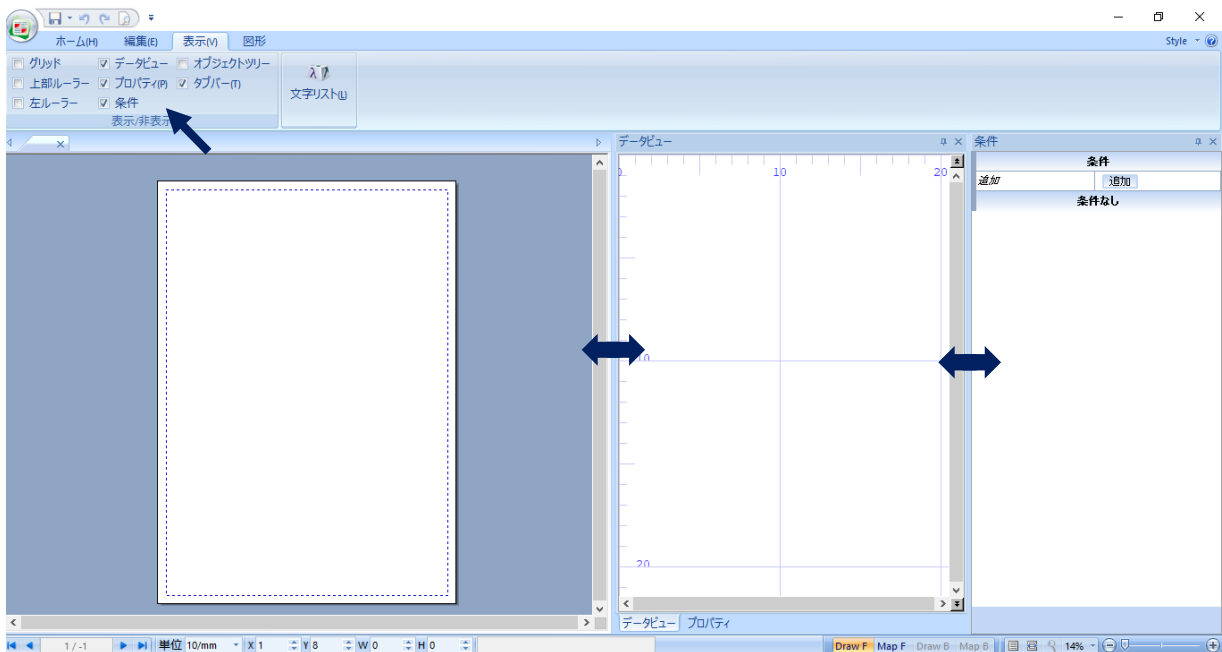 ホーム(H) 編集(E) 表示(V) 図形 Style
グリッド データビュー オブジェクトツリー
上部ルーラー プロパティ(P) タブバー(T)
左ルーラー 条件
文字リスト(L)
表示/非表示
データビュー
条件
0 10 20
10
20
条件
追加 追加
条件なし
データビュー プロパティ
1 / -1 単位 10/mm X 1 Y 8 W 0 H 0 Draw F Map F Draw B Map B 14%